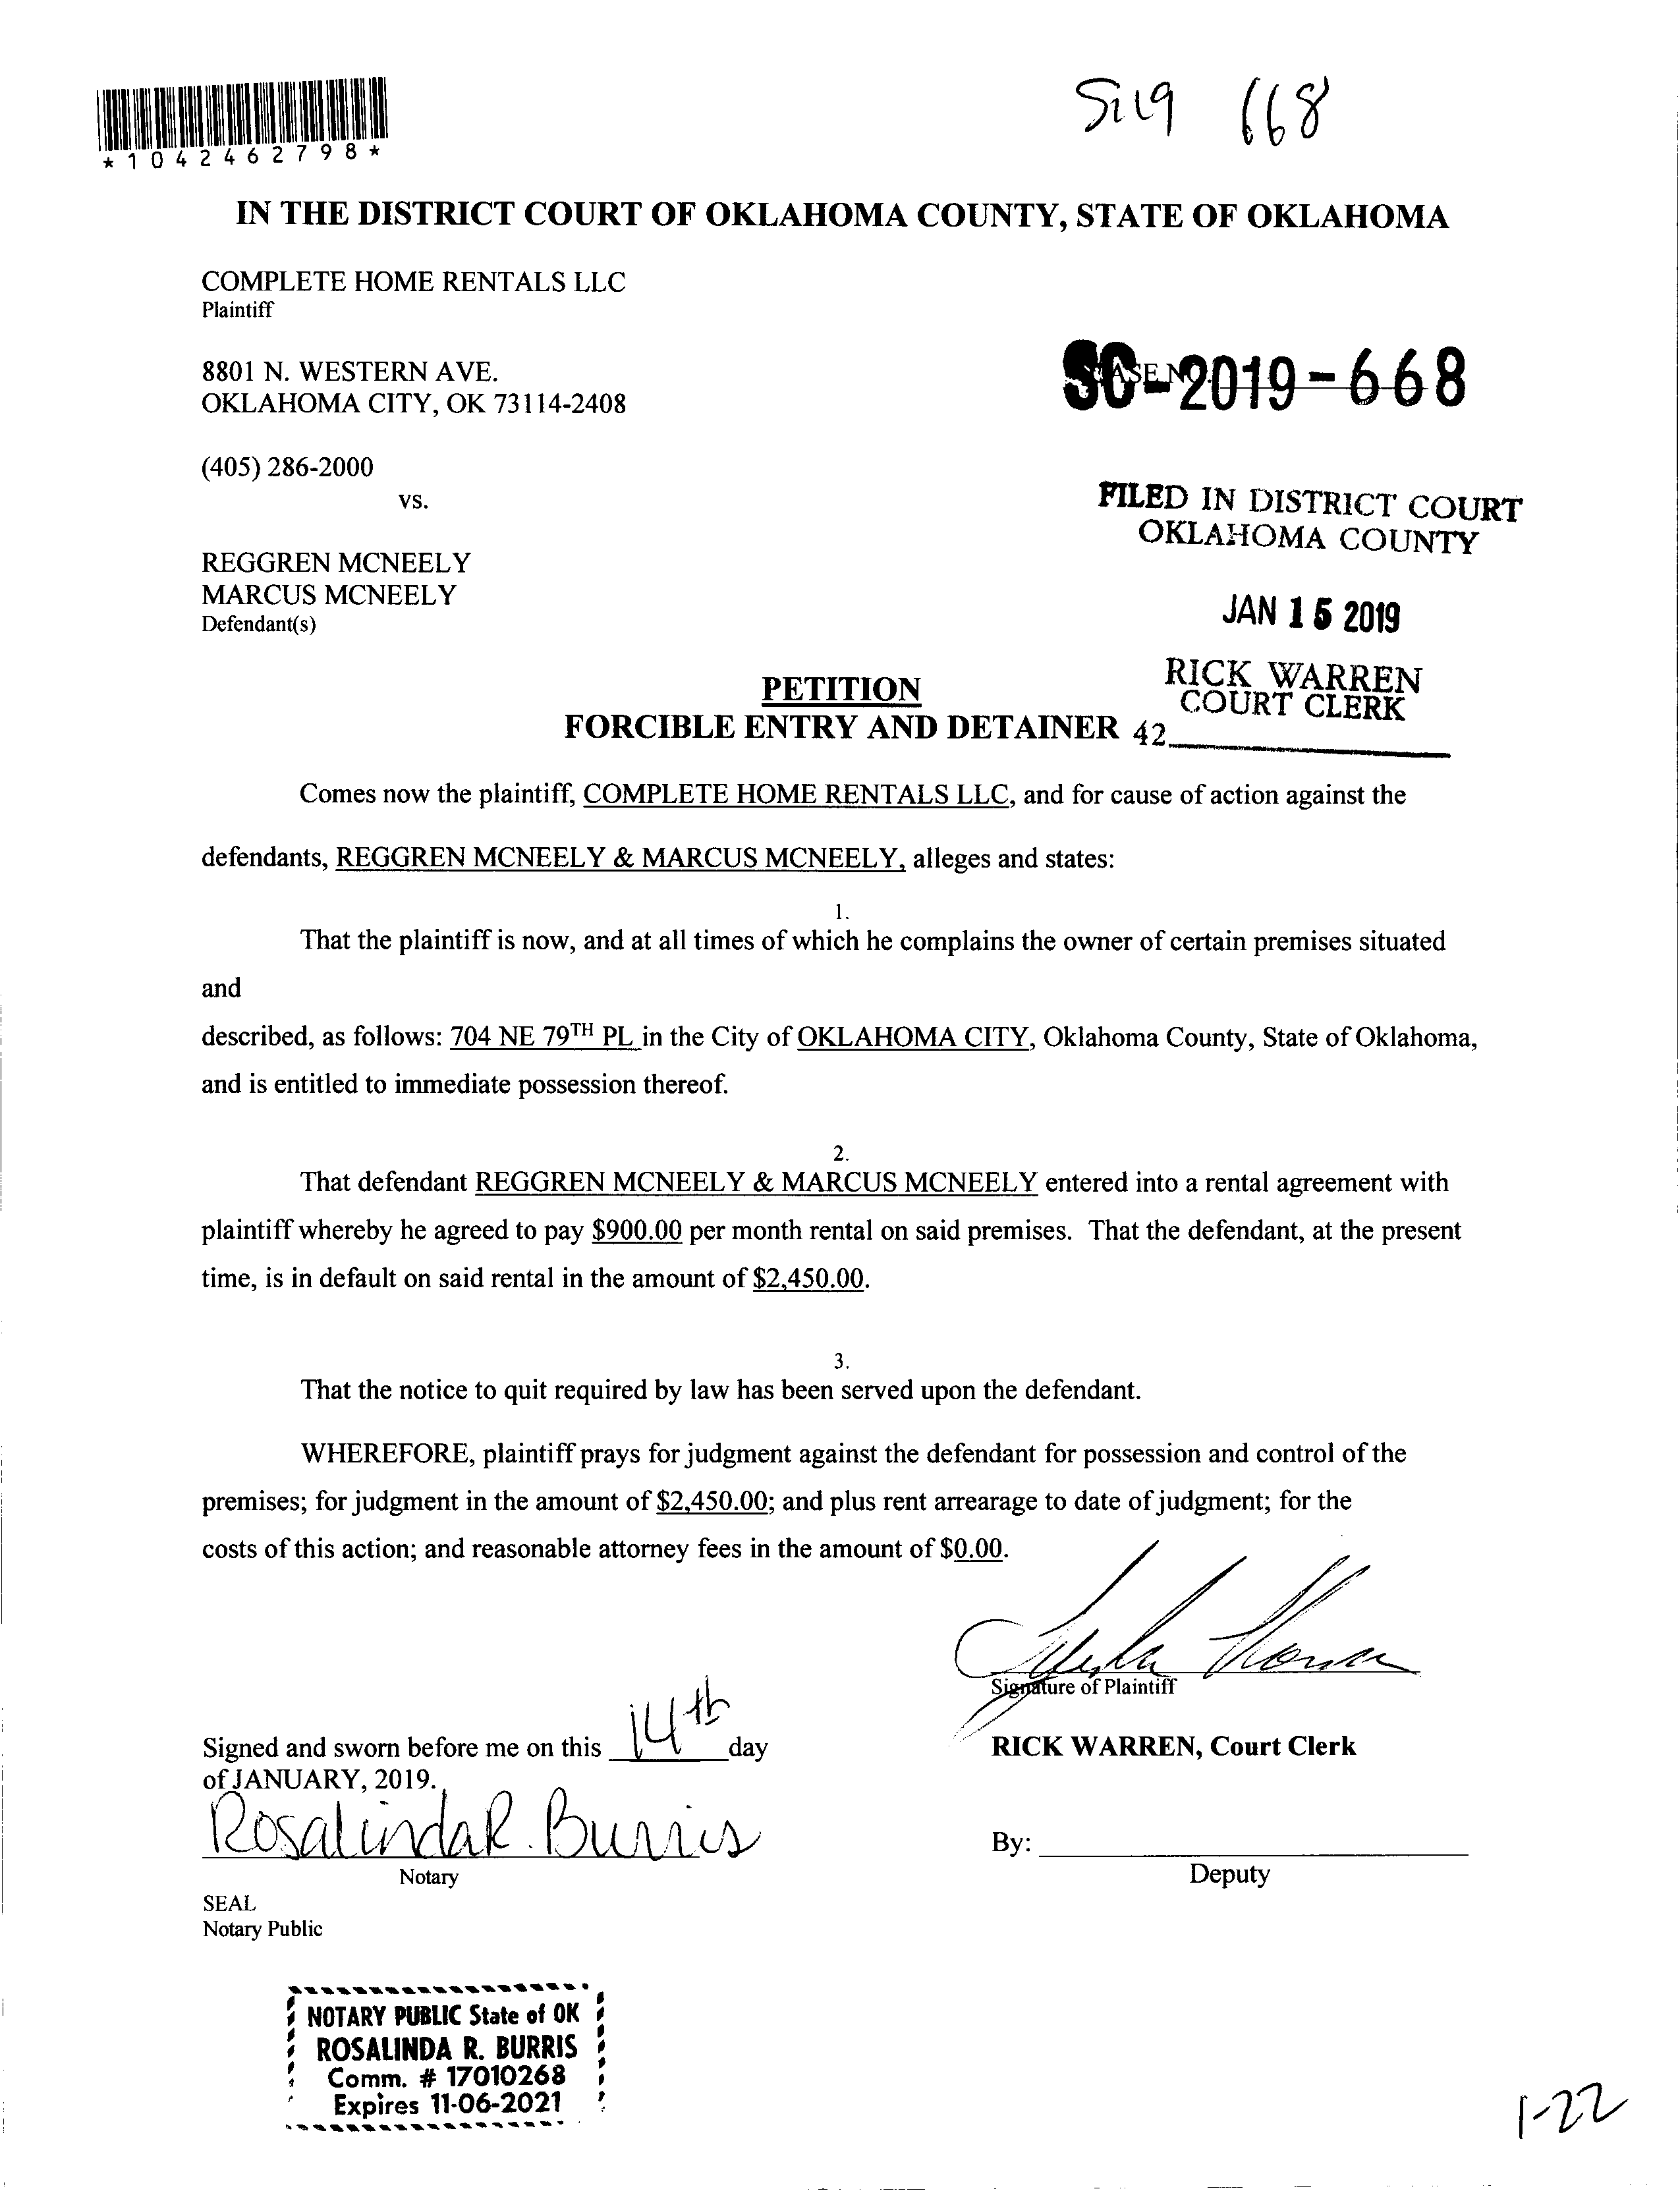 *1042462798*
668
IN THE DISTRICT COURT OF OKLAHOMA COUNTY, STATE OF OKLAHOMA
COMPLETE HOME RENTALS LLC
Plaintiff
8801 N. WESTERN AVE.
OKLAHOMA CITY, OK 73114-2408
SC-2019-668
(405) 286-2000
vs.
FILED IN DISTRICT COURT
OKLAHOMA COUNTY
REGGREN MCNEELY
MARCUS MCNEELY
Defendant(s)
JAN 15 2019
RICK WARREN
COURT CLERK
PETITION
FORCIBLE ENTRY AND DETAINER 42
Comes now the plaintiff, COMPLETE HOME RENTALS LLC, and for cause of action against the
defendants, REGGREN MCNEELY & MARCUS MCNEELY, alleges and states:
1.
That the plaintiff is now, and at all times of which he complains the owner of certain premises situated
and
described, as follows: 704 NE 79TH PL in the City of OKLAHOMA CITY, Oklahoma County, State of Oklahoma,
and is entitled to immediate possession thereof.
2.
That defendant REGGREN MCNEELY & MARCUS MCNEELY entered into a rental agreement with
plaintiff whereby he agreed to pay $900.00 per month rental on said premises. That the defendant, at the present
time, is in default on said rental in the amount of $2,450.00.
3.
That the notice to quit required by law has been served upon the defendant.
WHEREFORE, plaintiff prays for judgment against the defendant for possession and control of the
premises; for judgment in the amount of $2,450.00; and plus rent arrearage to date of judgment; for the
costs of this action; and reasonable attorney fees in the amount of $0.00.
Signature of Plaintiff
Signed and sworn before me on this 14th day
of JANUARY, 2019.
RICK WARREN, Court Clerk
Rosalinda R. Burris
Notary
By:
Deputy
SEAL
Notary Public
NOTARY PUBLIC State of OK
ROSALINDA R. BURRIS
Comm. # 17010268
Expires 11-06-2021
1-22